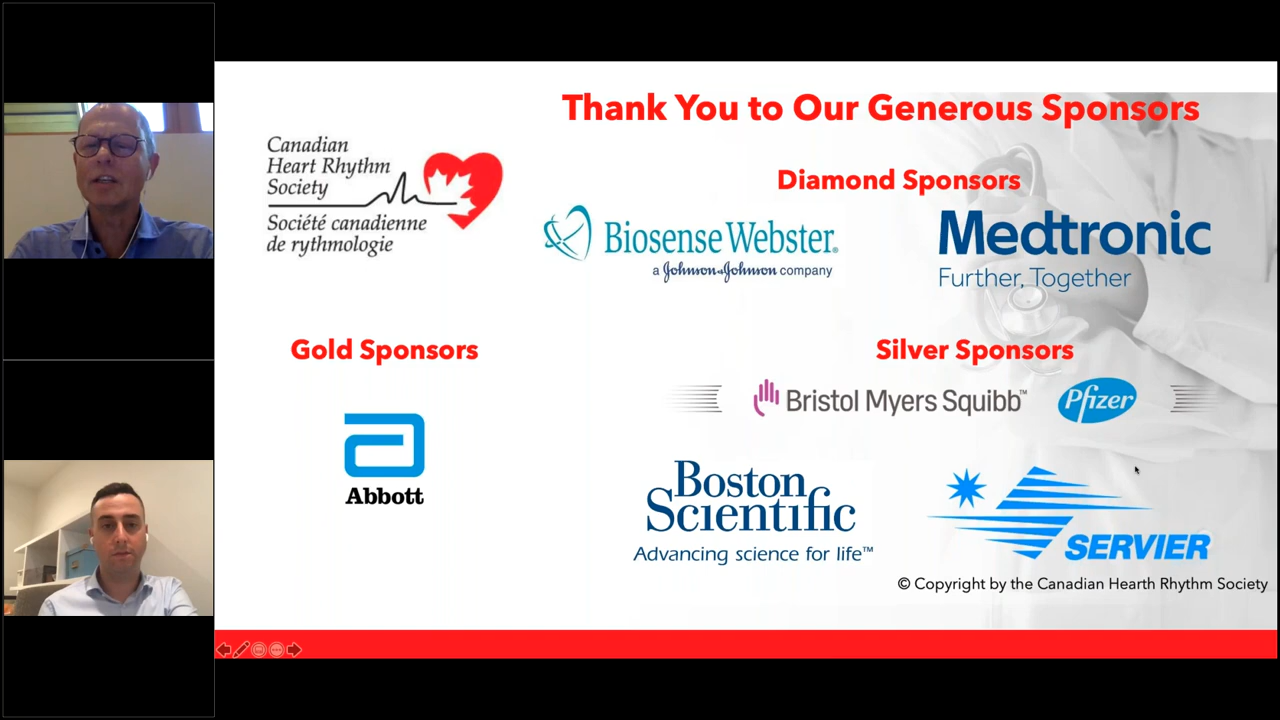 Thank You to Our Generous Sponsors
Canadian
Heart Rhythm
Society
Société canadienne
de rythmologie
Diamond Sponsors
Biosense Webster®
a Johnson & Johnson company
Medtronic
Further, Together
Gold Sponsors
Abbott
Silver Sponsors
Bristol Myers Squibb™
Pfizer
Boston
Scientific
Advancing science for life™
SERVIER
© Copyright by the Canadian Hearth Rhythm Society